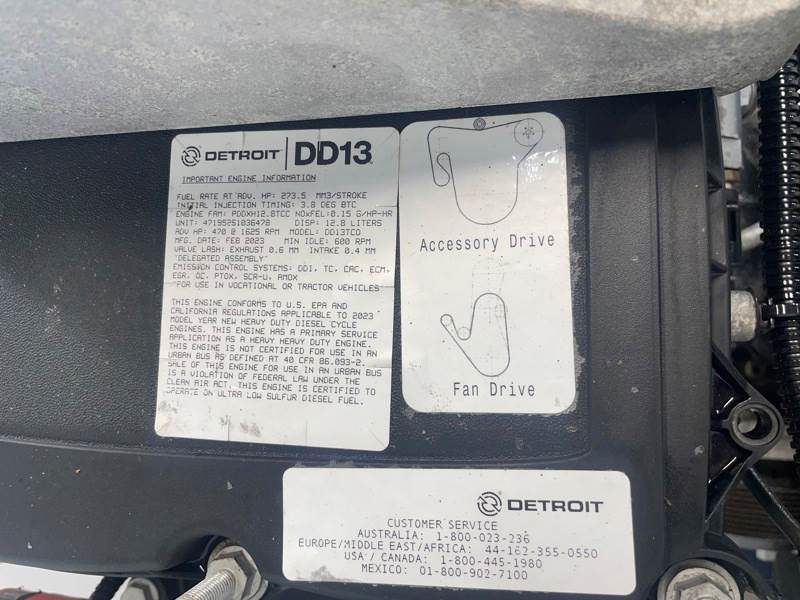 DETROIT DD13
IMPORTANT ENGINE INFORMATION
FUEL RATE AT ADV. HP: 273.5 MM3/STROKE
INITIAL INJECTION TIMING: 3.8 DEG BTC
ENGINE FAM: PDDXH12.8TCC NOxFEL:0.15 G/HP-HR
UNIT: 471952S1036478 DISP: 12.8 LITERS
ADV HP: 470 @ 1625 RPM MODEL: DD13TCO
MFG. DATE: FEB 2023 MIN IDLE: 600 RPM
VALVE LASH: EXHAUST 0.6 MM INTAKE 0.4 MM
"DELEGATED ASSEMBLY"
EMISSION CONTROL SYSTEMS: DDI, TC, CAC, ECM,
EGR, OC, PTOX, SCR-U, AMOX
"FOR USE IN VOCATIONAL OR TRACTOR VEHICLES"
THIS ENGINE CONFORMS TO U.S. EPA AND
CALIFORNIA REGULATIONS APPLICABLE TO 2023
MODEL YEAR NEW HEAVY DUTY DIESEL CYCLE
ENGINES. THIS ENGINE HAS A PRIMARY SERVICE
APPLICATION AS A HEAVY HEAVY DUTY ENGINE.
THIS ENGINE IS NOT CERTIFIED FOR USE IN AN
URBAN BUS AS DEFINED AT 40 CFR 86.093-2.
SALE OF THIS ENGINE FOR USE IN AN URBAN BUS
IS A VIOLATION OF FEDERAL LAW UNDER THE
CLEAN AIR ACT. THIS ENGINE IS CERTIFIED TO
OPERATE ON ULTRA LOW SULFUR DIESEL FUEL.
Accessory Drive
Fan Drive
DETROIT
CUSTOMER SERVICE
AUSTRALIA: 1-800-023-236
EUROPE/MIDDLE EAST/AFRICA: 44-162-355-0550
USA / CANADA: 1-800-445-1980
MEXICO: 01-800-902-7100